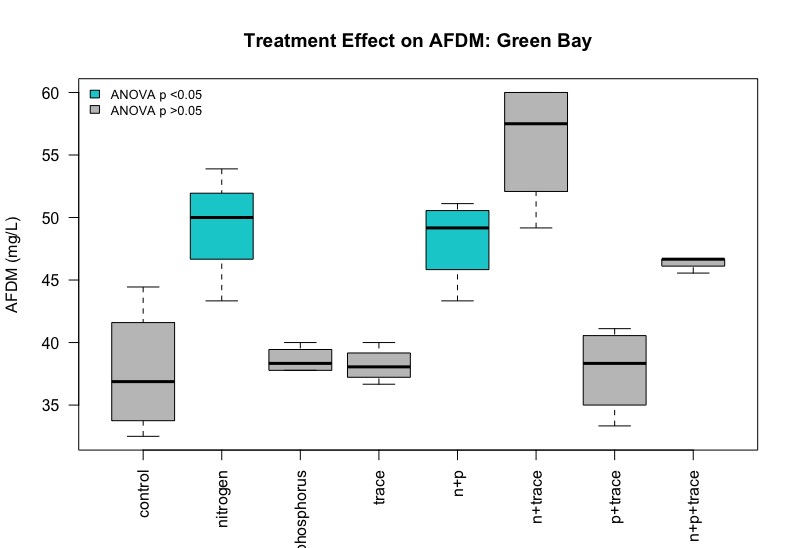 Treatment Effect on AFDM: Green Bay
ANOVA p <0.05
ANOVA p >0.05
AFDM (mg/L)
60
55
50
45
40
35
control
nitrogen
phosphorus
trace
n+p
n+trace
p+trace
n+p+trace